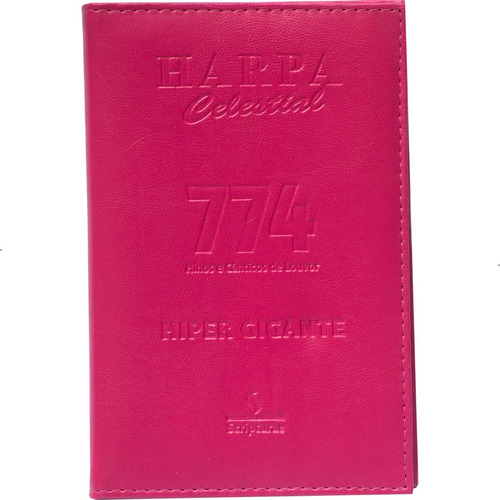 HARPA
Celestial
774
Hinos e Cânticos de Louvor
HIPER GIGANTE
Scripturae